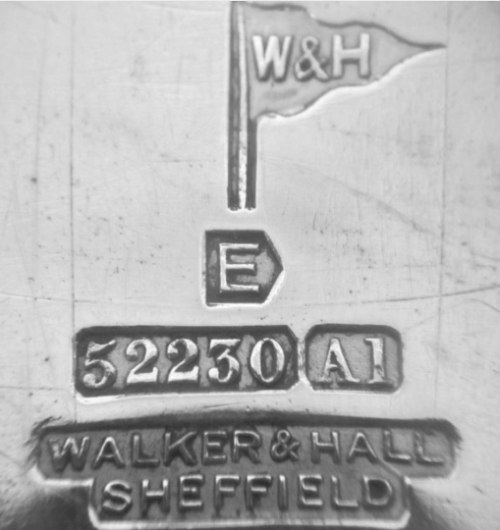 W&H
E
52230 A1
WALKER & HALL
SHEFFIELD